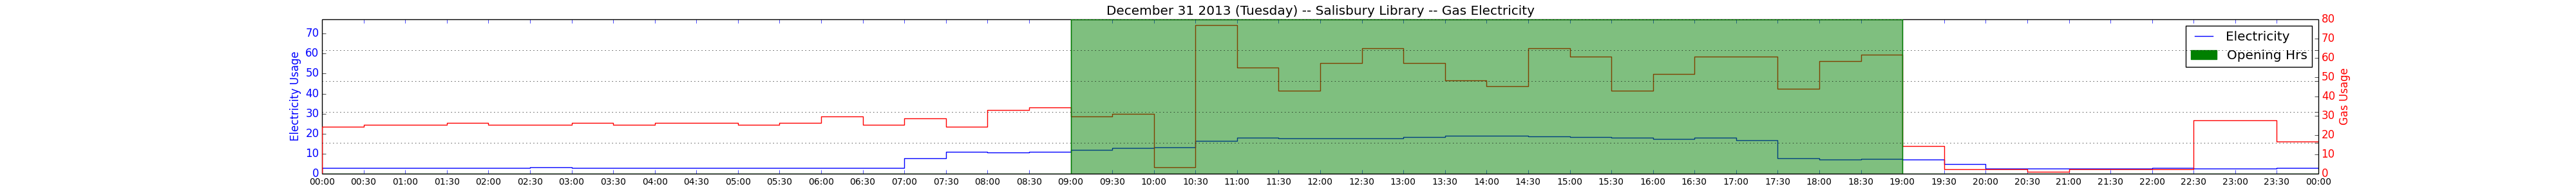 December 31 2013 (Tuesday) -- Salisbury Library -- Gas Electricity
Electricity Usage
70
60
50
40
30
20
10
0
80
70
60
50
40
30
20
10
0
Gas Usage
Electricity
Opening Hrs
00:00 00:30 01:00 01:30 02:00 02:30 03:00 03:30 04:00 04:30 05:00 05:30 06:00 06:30 07:00 07:30 08:00 08:30 09:00 09:30 10:00 10:30 11:00 11:30 12:00 12:30 13:00 13:30 14:00 14:30 15:00 15:30 16:00 16:30 17:00 17:30 18:00 18:30 19:00 19:30 20:00 20:30 21:00 21:30 22:00 22:30 23:00 23:30 00:00